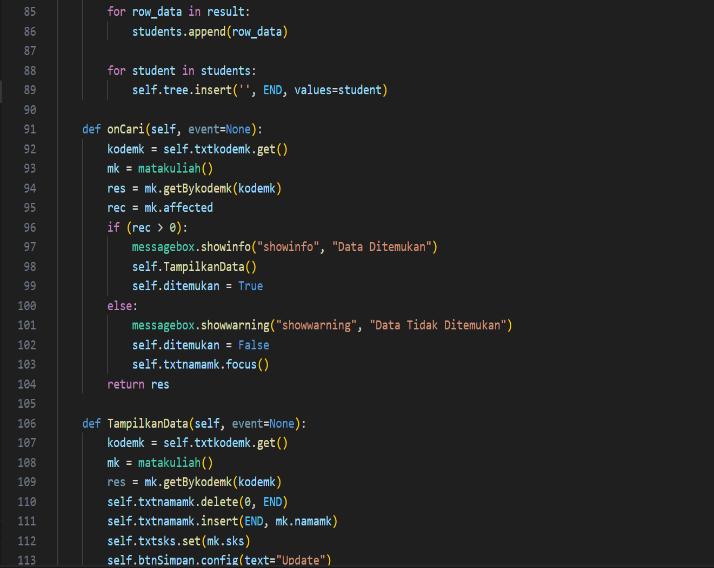 85 for row_data in result:
86 students.append(row_data)
87
88 for student in students:
89 self.tree.insert('', END, values=student)
90
91 def onCari(self, event=None):
92 kodemk = self.txtkodemk.get()
93 mk = matakuliah()
94 res = mk.getBykodemk(kodemk)
95 rec = mk.affected
96 if (rec > 0):
97 messagebox.showinfo("showinfo", "Data Ditemukan")
98 self.TampilkanData()
99 self.ditemukan = True
100 else:
101 messagebox.showwarning("showwarning", "Data Tidak Ditemukan")
102 self.ditemukan = False
103 self.txtnamamk.focus()
104 return res
105
106 def TampilkanData(self, event=None):
107 kodemk = self.txtkodemk.get()
108 mk = matakuliah()
109 res = mk.getBykodemk(kodemk)
110 self.txtnamamk.delete(0, END)
111 self.txtnamamk.insert(END, mk.namamk)
112 self.txtsks.set(mk.sks)
113 self.btnSimpan.config(text="Update")